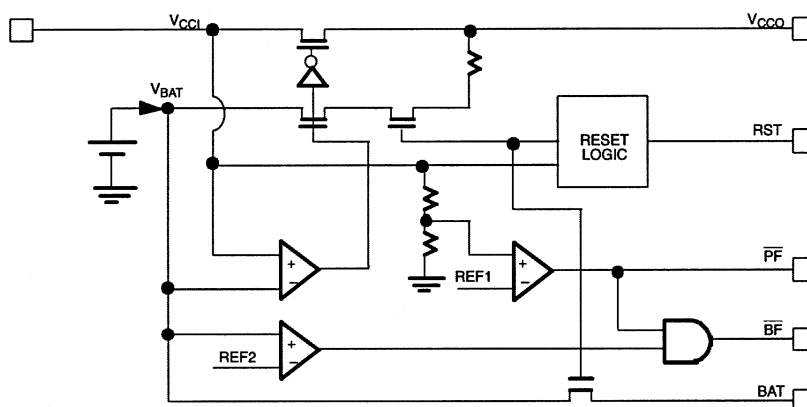 VCCI
VCCO
VBAT
RESET
LOGIC
RST
+
−
REF1
+
−
PF
REF2
+
−
BF
BAT